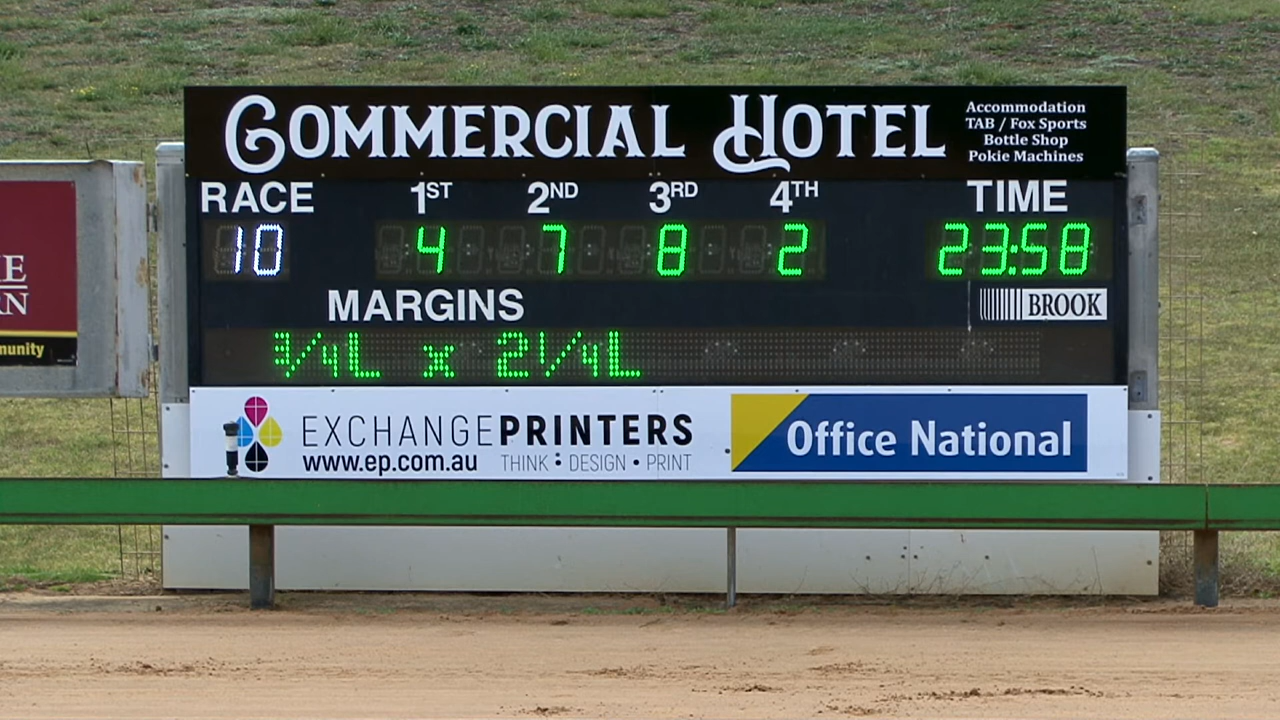 COMMERCIAL HOTEL
Accommodation
TAB / Fox Sports
Bottle Shop
Pokie Machines
RACE 1ST 2ND 3RD 4TH TIME
10 4 7 8 2 23:58
MARGINS
BROOK
3/4L x 2 1/4L
EXCHANGEPRINTERS
www.ep.com.au THINK • DESIGN • PRINT
Office National